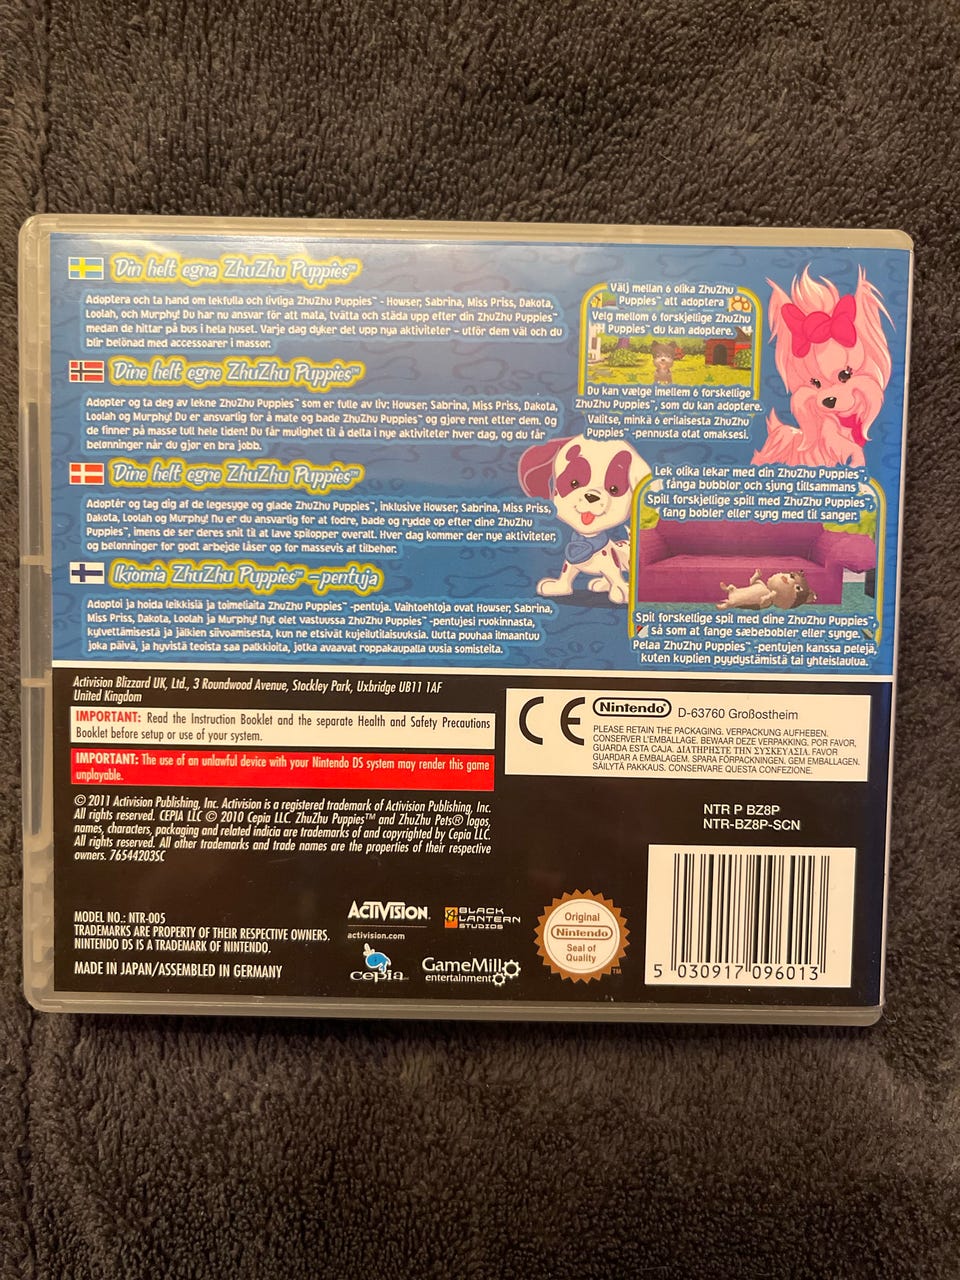 Din helt egna ZhuZhu Puppies™
Adoptera och ta hand om lekfulla och livliga ZhuZhu Puppies™ - Howser, Sabrina, Miss Priss, Dakota,
Loolah, och Murphy! Du har nu ansvar för att mata, tvätta och städa upp efter din ZhuZhu Puppies™
medan de hittar på bus i hela huset. Varje dag dyker det upp nya aktiviteter – utför dem väl och du
blir belönad med accessoarer i massor.
Dine helt egne ZhuZhu Puppies™
Adopter og ta deg av lekne ZhuZhu Puppies™ som er fulle av liv: Howser, Sabrina, Miss Priss, Dakota,
Loolah og Murphy! Du er ansvarlig for å mate og bade ZhuZhu Puppies™ og gjøre rent etter dem. Og
de finner på masse tull hele tiden! Du får mulighet til å delta i nye aktiviteter hver dag, og du får
belønninger når du gjør en bra jobb.
Dine helt egne ZhuZhu Puppies™
Adoptér og tag dig af de legesyge og glade ZhuZhu Puppies™, inklusive Howser, Sabrina, Miss Priss,
Dakota, Loolah og Murphy! Nu er du ansvarlig for at fodre, bade og rydde op efter dine ZhuZhu
Puppies™, imens de ser deres snit til at lave spilopper overalt. Hver dag kommer der nye aktiviteter,
og belønninger for godt arbejde låser op for massevis af tilbehør.
Ikioma ZhuZhu Puppies™ -pentuja
Adoptoi ja hoida leikkisiä ja toimeliaita ZhuZhu Puppies™ -pentuja. Vaihtoehtoja ovat Howser, Sabrina,
Miss Priss, Dakota, Loolah ja Murphy! Nyt olet vastuussa ZhuZhu Puppies™ -pentujesi ruokinnasta,
kylvettämisestä ja jälkien siivoamisesta, kun ne etsivät kujeilutilaisuuksia. Uutta puuhaa ilmaantuu
joka päivä, ja hyvistä teoista saa palkkioita, jotka avaavat roppakaupalla uusia somisteita.
Välj mellan 6 olika ZhuZhu
Puppies™ att adoptera
Velg mellom 6 forskjellige ZhuZhu
Puppies™ du kan adoptere.
Du kan vælge imellem 6 forskellige
ZhuZhu Puppies™, som du kan adoptere.
Valitse, minkä 6 erilaisesta ZhuZhu
Puppies™ -pennusta otat omaksesi.
Lek olika lekar med din ZhuZhu Puppies™,
fånga bubblor och sjung tillsammans
Spill forskjellige spill med ZhuZhu Puppies™,
fang bobler eller syng med til sanger.
Spil forskellige spil med dine ZhuZhu Puppies™,
så som at fange sæbebobler eller synge.
Pelaa ZhuZhu Puppies™ -pentujen kanssa pelejä,
kuten kuplien pyydystämistä tai yhteislaulua.
Activision Blizzard UK, Ltd., 3 Roundwood Avenue, Stockley Park, Uxbridge UB11 1AF
United Kingdom
IMPORTANT: Read the Instruction Booklet and the separate Health and Safety Precautions
Booklet before setup or use of your system.
IMPORTANT: The use of an unlawful device with your Nintendo DS system may render this game
unplayable.
© 2011 Activision Publishing, Inc. Activision is a registered trademark of Activision Publishing, Inc.
All rights reserved. CEPIA LLC © 2010 Cepia LLC. ZhuZhu Puppies™ and ZhuZhu Pets® logos,
names, characters, packaging and related indicia are trademarks of and copyrighted by Cepia LLC.
All rights reserved. All other trademarks and trade names are the properties of their respective
owners. 76544203SC
MODEL NO.: NTR-005
TRADEMARKS ARE PROPERTY OF THEIR RESPECTIVE OWNERS.
NINTENDO DS IS A TRADEMARK OF NINTENDO.
MADE IN JAPAN/ASSEMBLED IN GERMANY
ACTIVISION.
activision.com
BLACK
LANTERN
STUDIOS
cepia LLC
GameMill
entertainment
Original
Nintendo
Seal of
Quality
TM
CE
Nintendo® D-63760 Großostheim
PLEASE RETAIN THE PACKAGING. VERPACKUNG AUFHEBEN.
CONSERVER L'EMBALLAGE. BEWAAR DEZE VERPAKKING. POR FAVOR,
GUARDA ESTA CAJA. ΔΙΑΤΗΡΗΣΤΕ ΤΗΝ ΣΥΣΚΕΥΑΣΙΑ. FAVOR
GUARDAR A EMBALAGEM. SPARA FÖRPACKNINGEN. GEM EMBALLAGEN.
SÄILYTÄ PAKKAUS. CONSERVARE QUESTA CONFEZIONE.
NTR P BZ8P
NTR-BZ8P-SCN
5 030917 096013